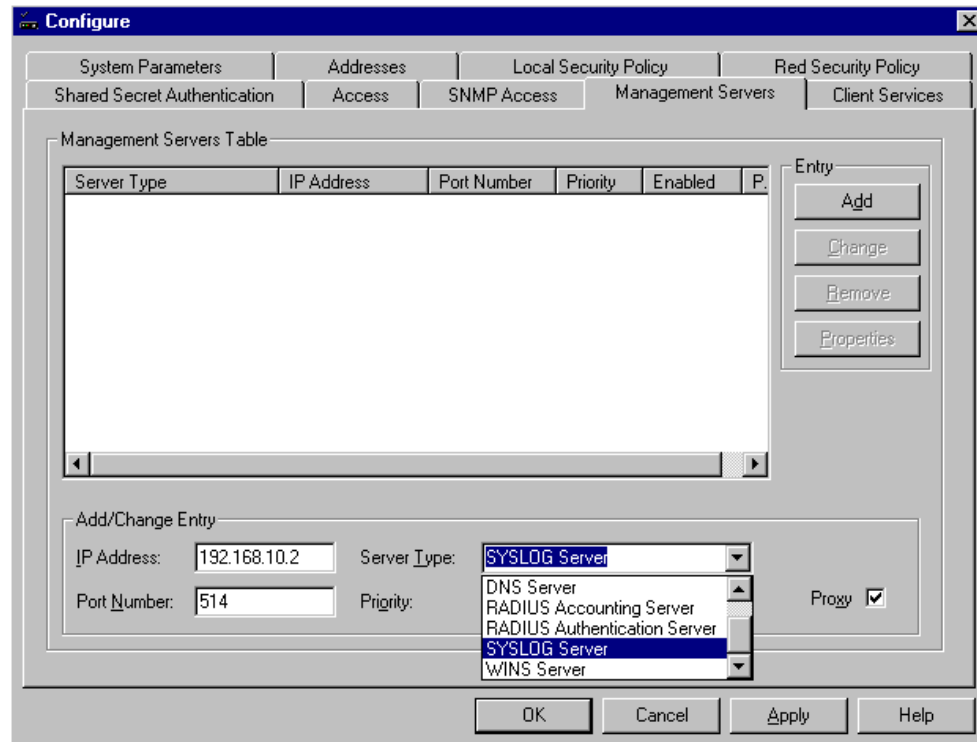 Configure
System Parameters Addresses Local Security Policy Red Security Policy
Shared Secret Authentication Access SNMP Access Management Servers Client Services
Management Servers Table
Server Type IP Address Port Number Priority Enabled P.
Entry
Add
Change
Remove
Properties
Add/Change Entry
IP Address: 192.168.10.2 Server Type: SYSLOG Server
Port Number: 514 Priority: Proxy
DNS Server
RADIUS Accounting Server
RADIUS Authentication Server
SYSLOG Server
WINS Server
OK Cancel Apply Help